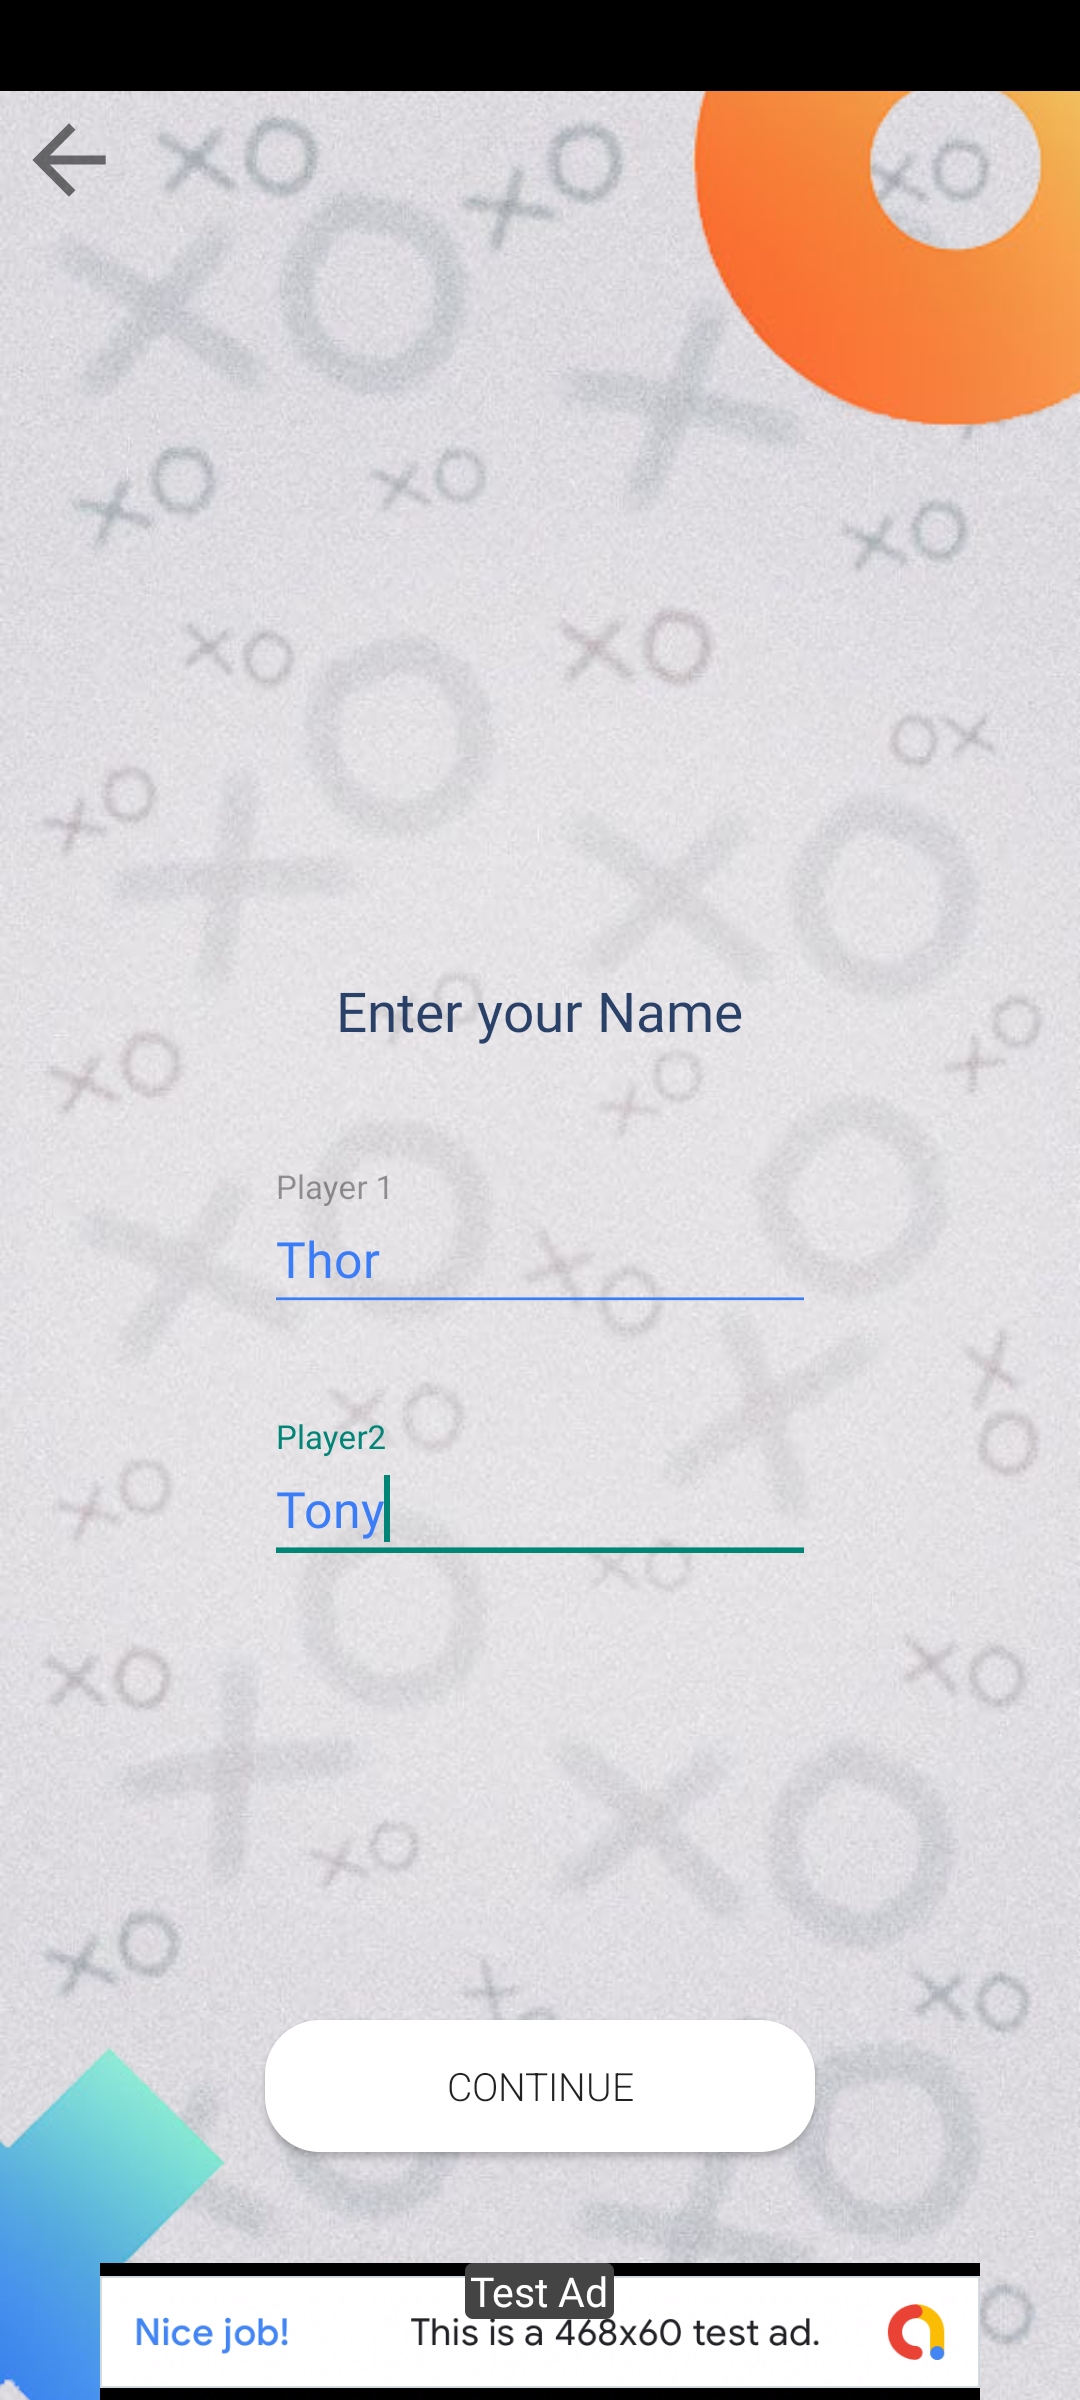 Enter your Name
Player 1
Thor
Player2
Tony
CONTINUE
Test Ad
Nice job!
This is a 468x60 test ad.